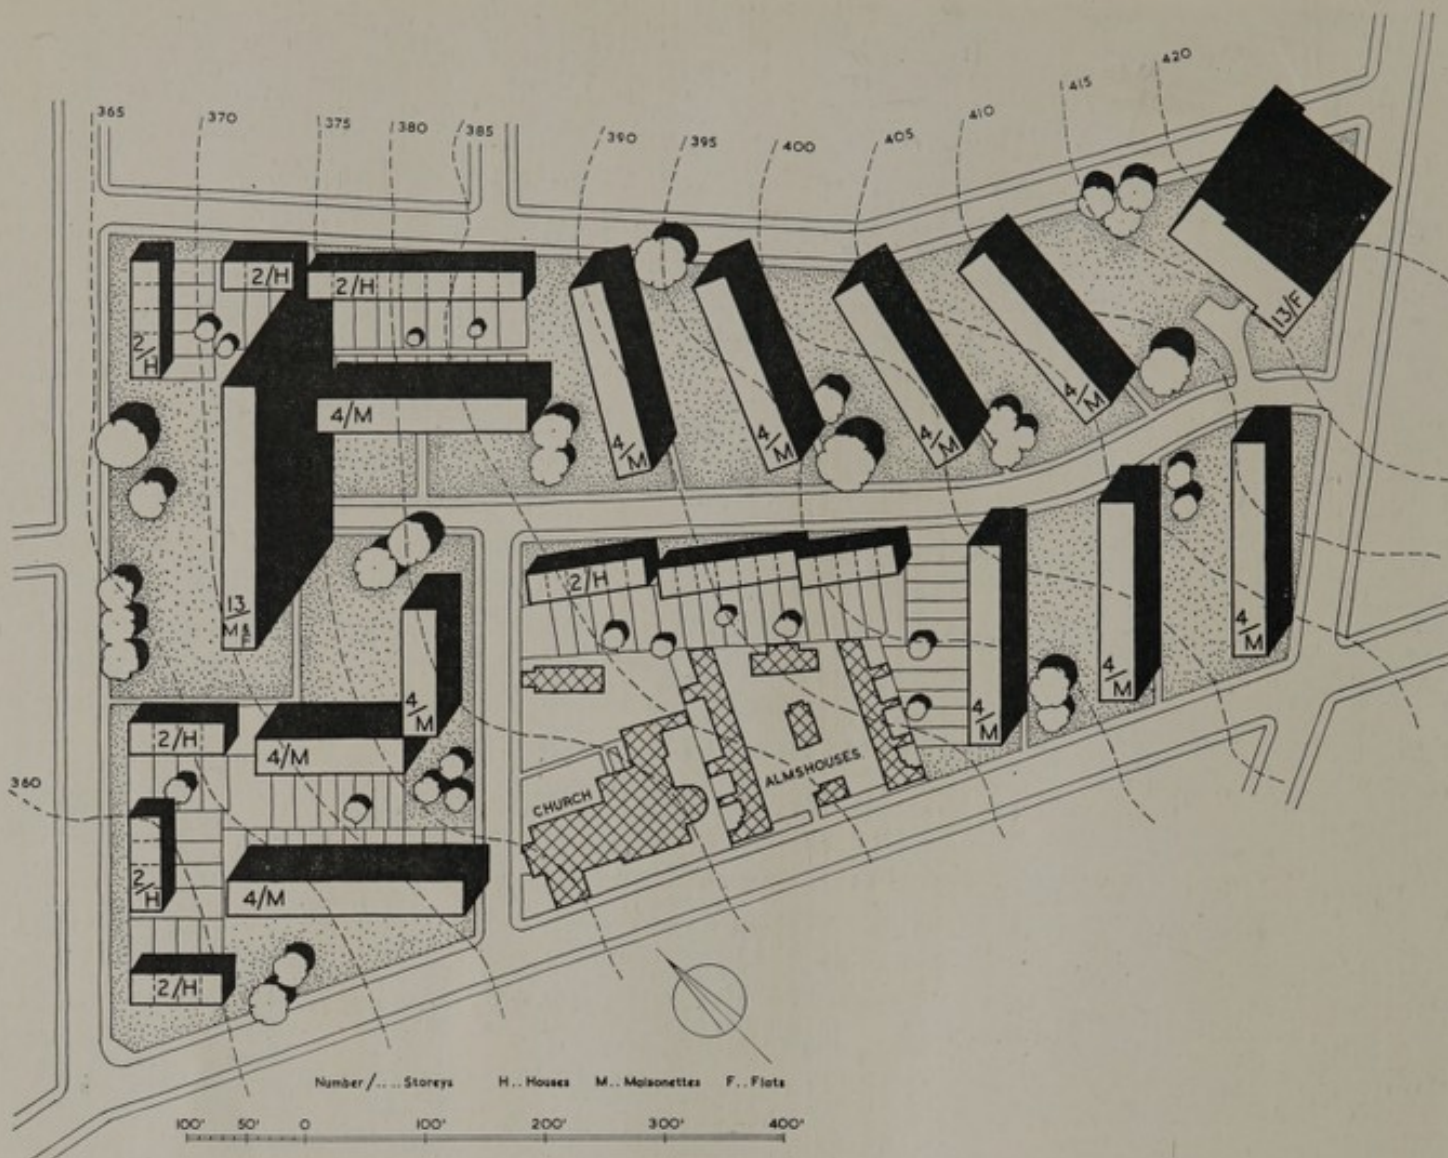 420
415
410
365
370
375
380
385
390
395
400
405
2/H
2/H
2/H
4/M
4/M
4/M
4/M
4/M
13/F
13
M&F
4/M
2/H
4/M
4/M
4/M
4/M
2/H
4/M
360
CHURCH
ALMSHOUSES
2/H
4/M
2/H
Number/.... Storeys H.. Houses M.. Maisonettes F.. Flats
100' 50' 0 100' 200' 300' 400'